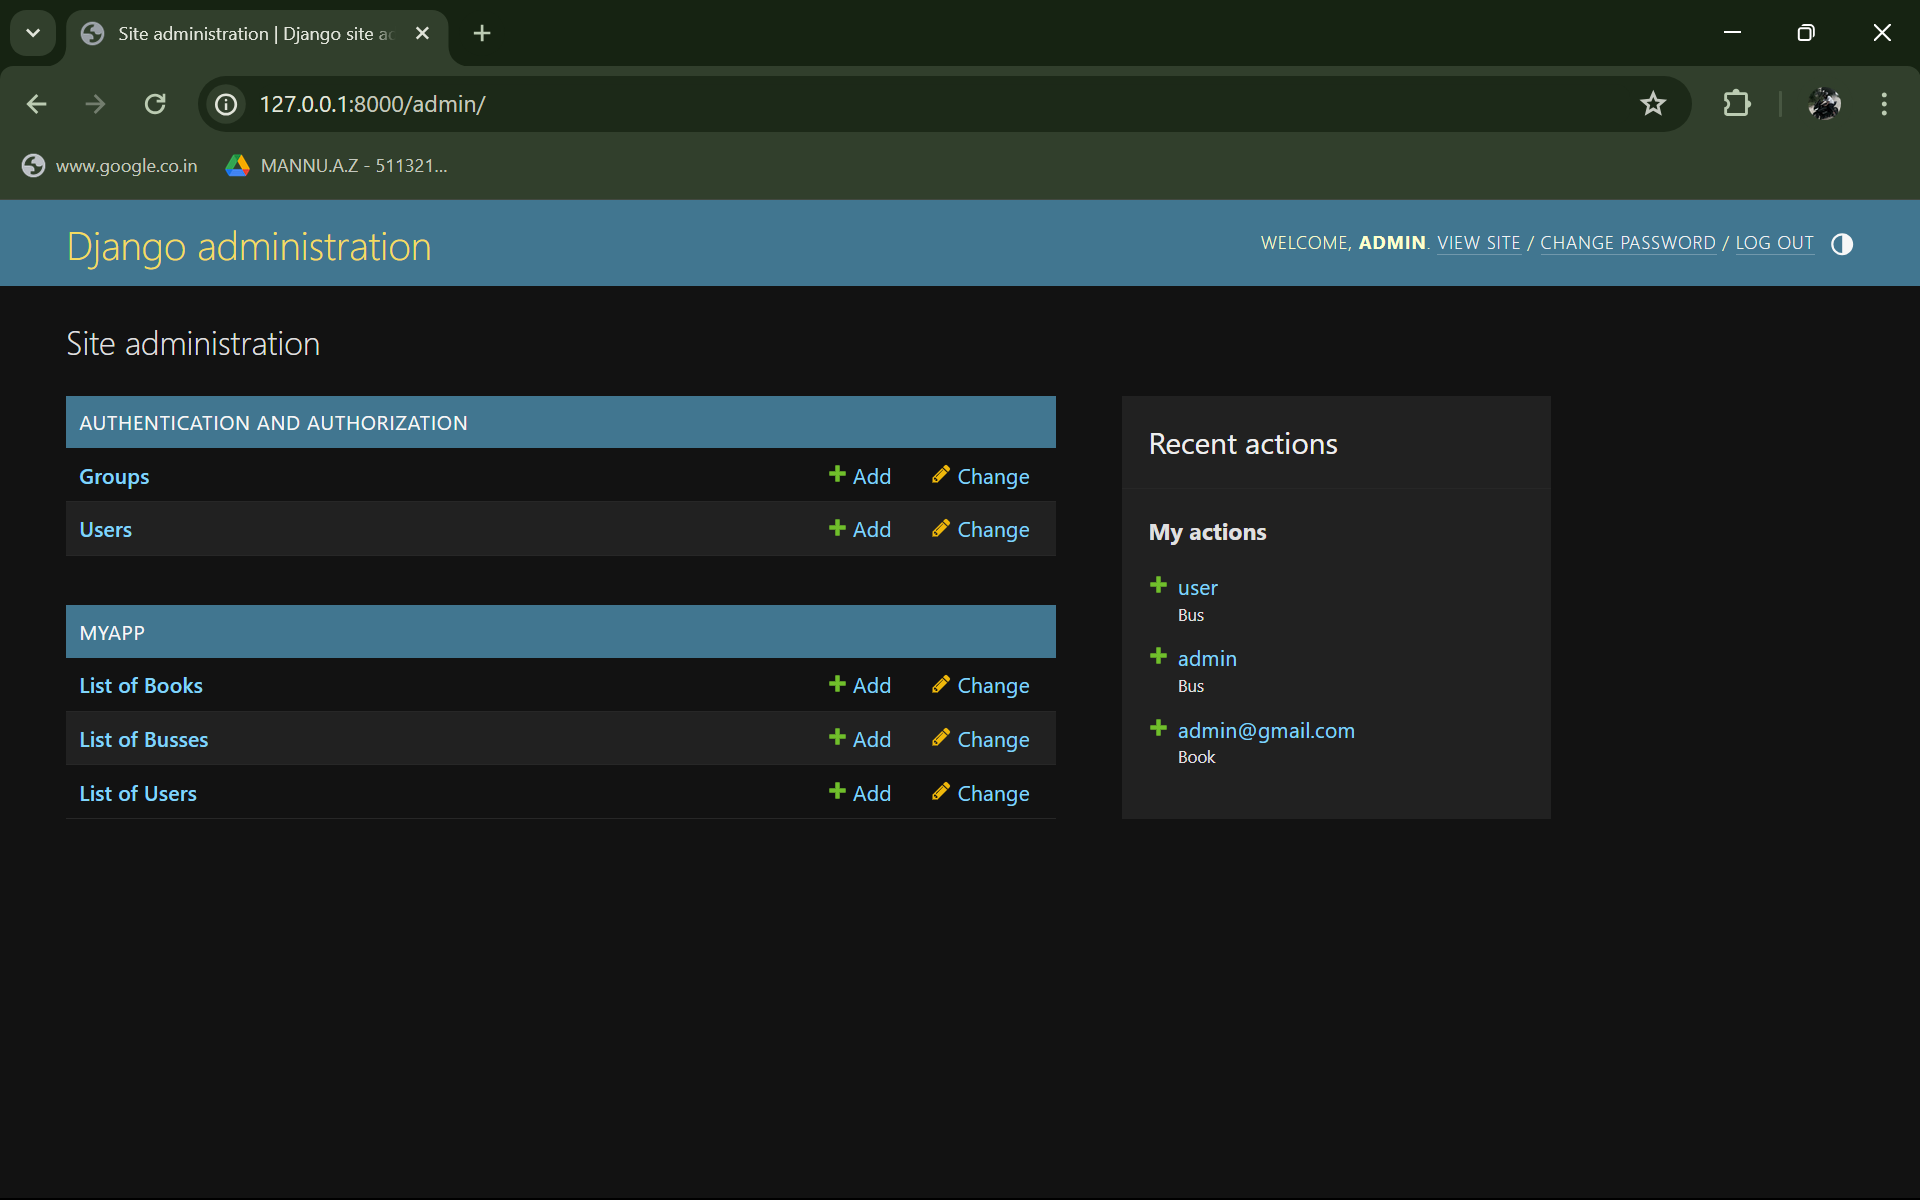 Site administration | Django site
127.0.0.1:8000/admin/
www.google.co.in
MANNU.A.Z - 511321...
Django administration
WELCOME, ADMIN. VIEW SITE / CHANGE PASSWORD / LOG OUT
Site administration
AUTHENTICATION AND AUTHORIZATION
Groups Add Change
Users Add Change
MYAPP
List of Books Add Change
List of Busses Add Change
List of Users Add Change
Recent actions
My actions
user
Bus
admin
Bus
admin@gmail.com
Book